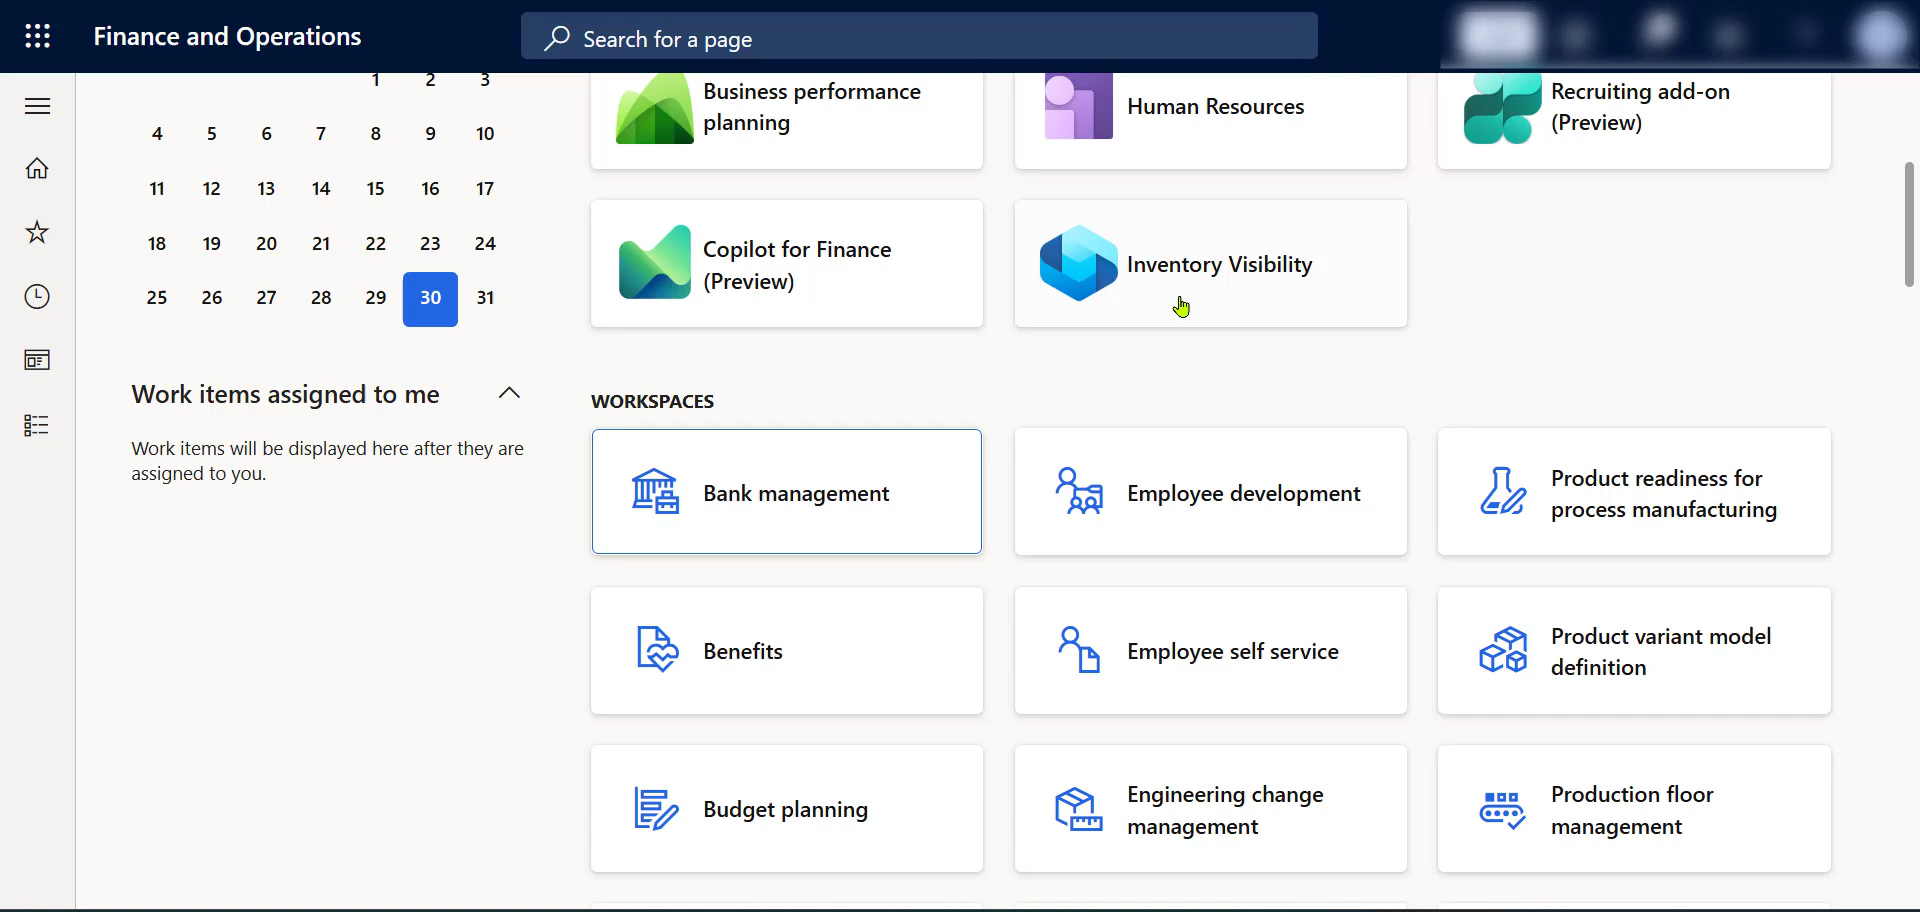 Finance and Operations
Search for a page
1 2 3
4 5 6 7 8 9 10
11 12 13 14 15 16 17
18 19 20 21 22 23 24
25 26 27 28 29 30 31
Work items assigned to me
Work items will be displayed here after they are
assigned to you.
Business performance
planning
Human Resources
Recruiting add-on
(Preview)
Copilot for Finance
(Preview)
Inventory Visibility
WORKSPACES
Bank management
Employee development
Product readiness for
process manufacturing
Benefits
Employee self service
Product variant model
definition
Budget planning
Engineering change
management
Production floor
management